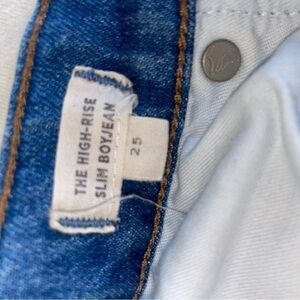 THE HIGH-RISE
SLIM BOYJEAN
25